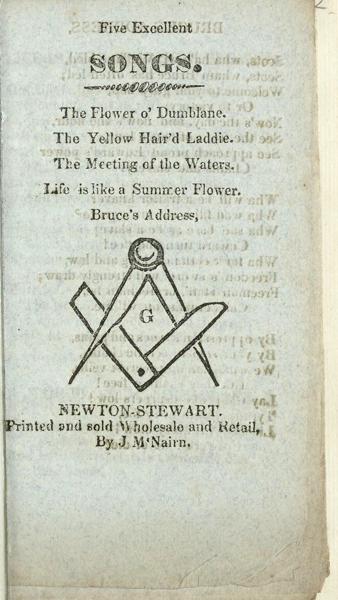 Five Excellent
SONGS.
The Flower o' Dumblane.
The Yellow Hair'd Laddie.
The Meeting of the Waters.
Life is like a Summer Flower.
Bruce's Address,
G
NEWTON-STEWART.
Printed and sold Wholesale and Retail,
By J M'Nairn.